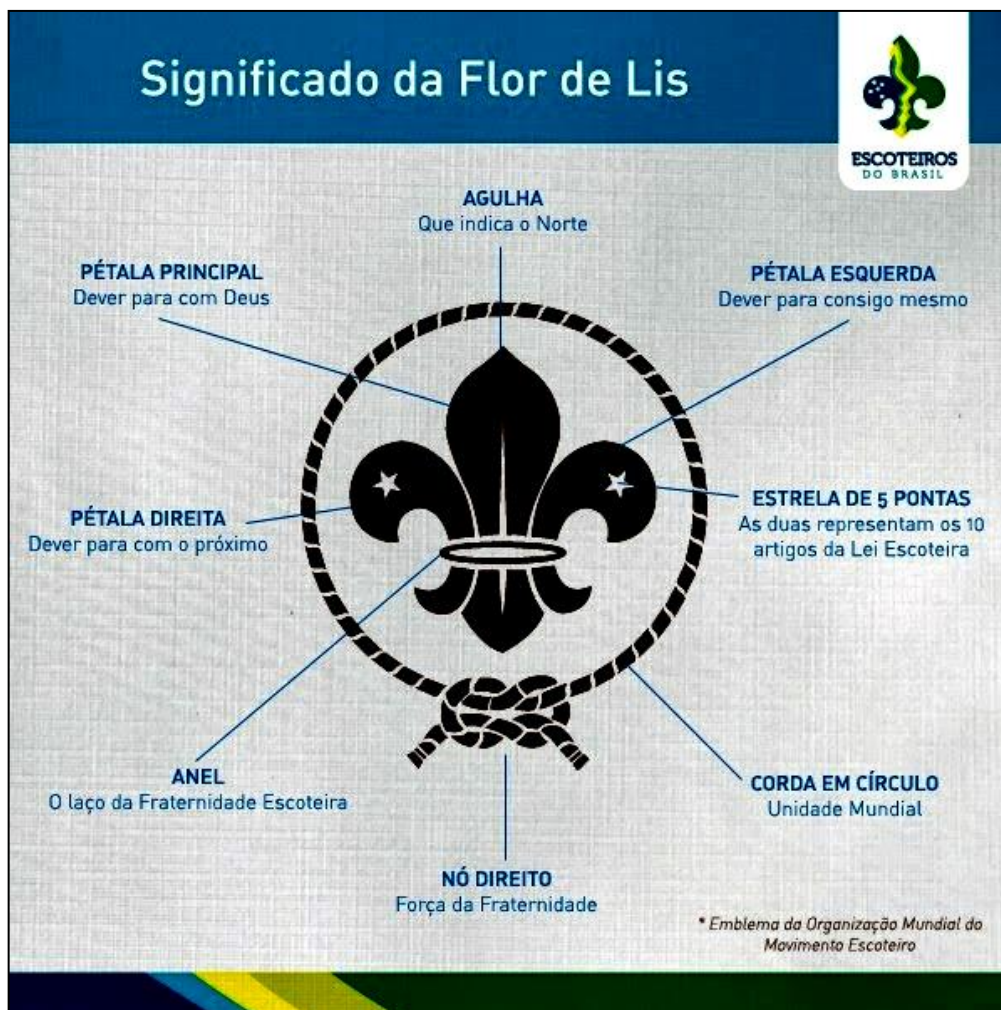 Significado da Flor de Lis
ESCOTEIROS
DO BRASIL
AGULHA
Que indica o Norte
PÉTALA PRINCIPAL
Dever para com Deus
PÉTALA ESQUERDA
Dever para consigo mesmo
PÉTALA DIREITA
Dever para com o próximo
ESTRELA DE 5 PONTAS
As duas representam os 10
artigos da Lei Escoteira
ANEL
O laço da Fraternidade Escoteira
CORDA EM CÍRCULO
Unidade Mundial
NÓ DIREITO
Força da Fraternidade
* Emblema da Organização Mundial do
Movimento Escoteiro